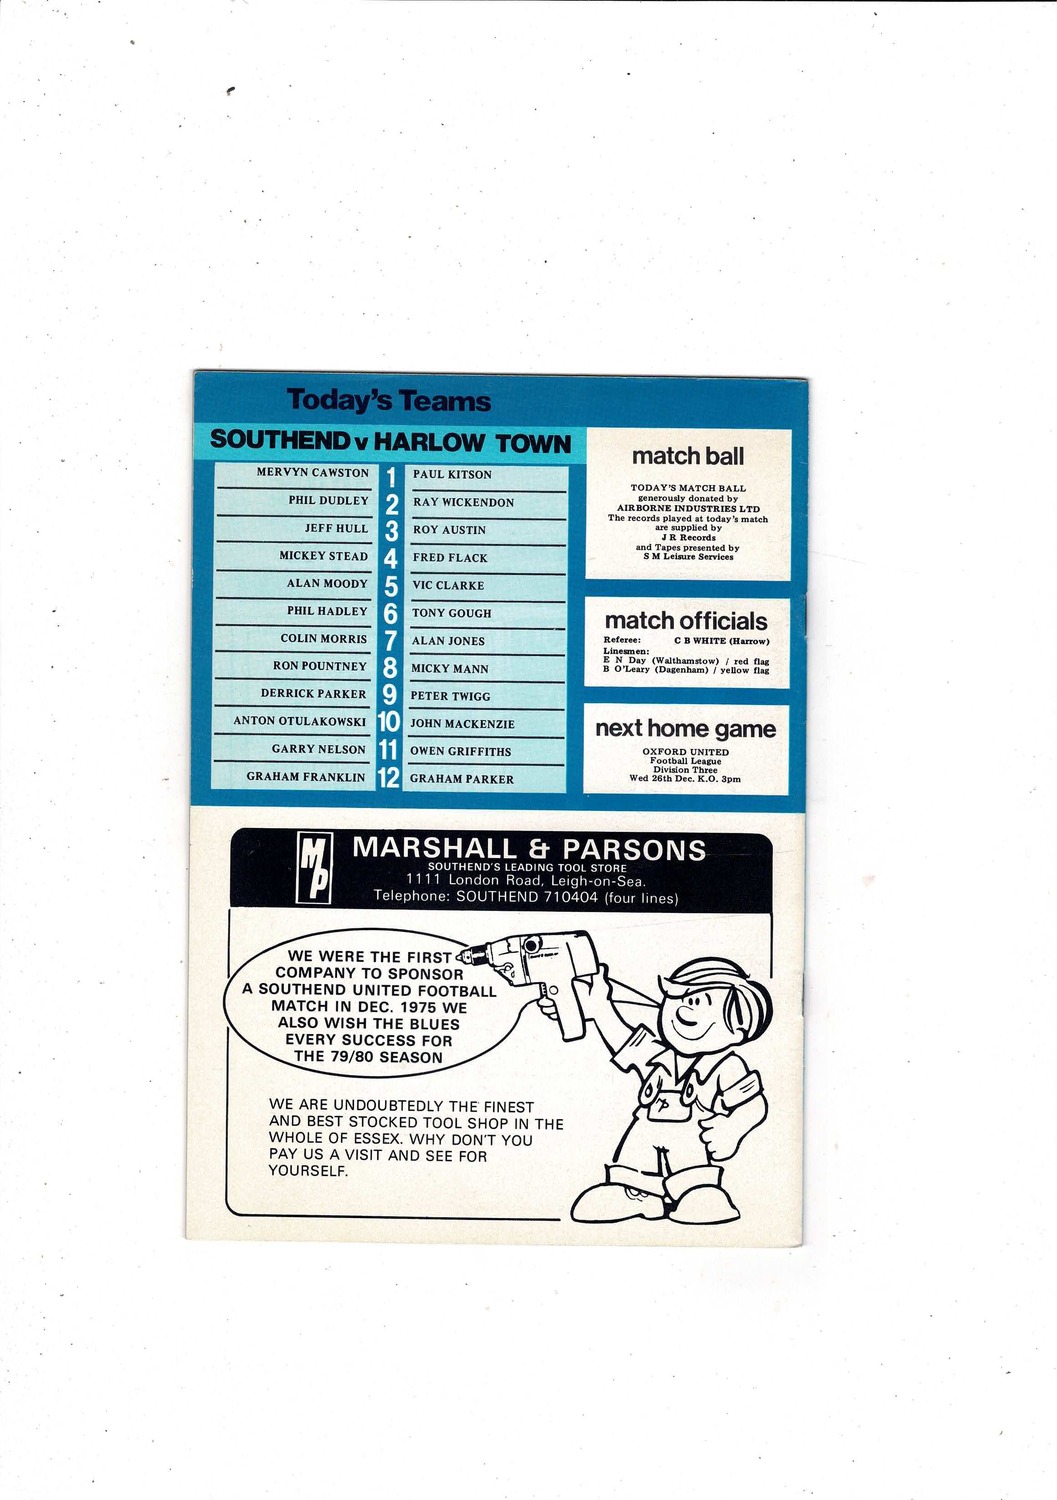 Today's Teams
SOUTHEND v HARLOW TOWN
MERVYN CAWSTON 1 PAUL KITSON
PHIL DUDLEY 2 RAY WICKENDON
JEFF HULL 3 ROY AUSTIN
MICKEY STEAD 4 FRED FLACK
ALAN MOODY 5 VIC CLARKE
PHIL HADLEY 6 TONY GOUGH
COLIN MORRIS 7 ALAN JONES
RON POUNTNEY 8 MICKY MANN
DERRICK PARKER 9 PETER TWIGG
ANTON OTULAKOWSKI 10 JOHN MACKENZIE
GARRY NELSON 11 OWEN GRIFFITHS
GRAHAM FRANKLIN 12 GRAHAM PARKER
match ball
TODAY'S MATCH BALL
generously donated by
AIRBORNE INDUSTRIES LTD
The records played at today's match
are supplied by
J R Records
and Tapes presented by
S M Leisure Services
match officials
Referee: C B WHITE (Harrow)
Linesmen:
E N Day (Walthamstow) / red flag
B O'Leary (Dagenham) / yellow flag
next home game
OXFORD UNITED
Football League
Division Three
Wed 26th Dec. K.O. 3pm
MP
MARSHALL & PARSONS
SOUTHEND'S LEADING TOOL STORE
1111 London Road, Leigh-on-Sea.
Telephone: SOUTHEND 710404 (four lines)
WE WERE THE FIRST
COMPANY TO SPONSOR
A SOUTHEND UNITED FOOTBALL
MATCH IN DEC. 1975 WE
ALSO WISH THE BLUES
EVERY SUCCESS FOR
THE 79/80 SEASON
WE ARE UNDOUBTEDLY THE FINEST
AND BEST STOCKED TOOL SHOP IN THE
WHOLE OF ESSEX. WHY DON'T YOU
PAY US A VISIT AND SEE FOR
YOURSELF.